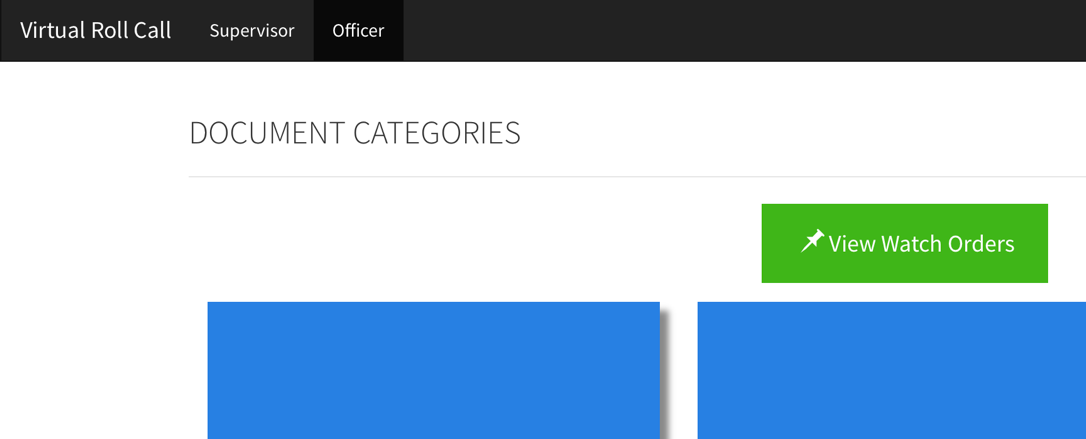 Virtual Roll Call Supervisor Officer
DOCUMENT CATEGORIES
View Watch Orders